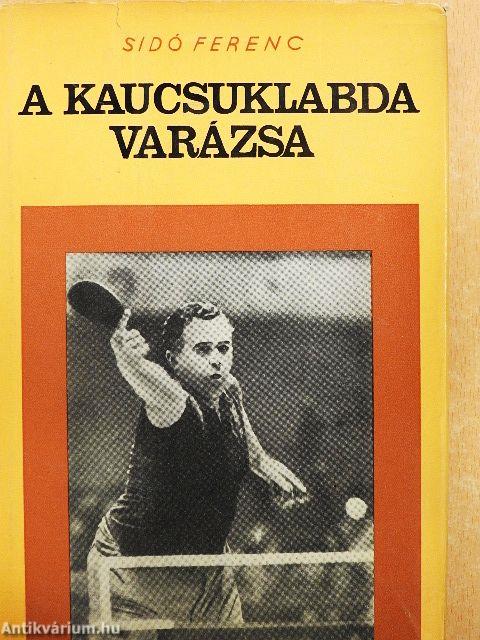 SIDÓ FERENC
A KAUCSUKLABDA
VARÁZSA
Antikvárium.hu